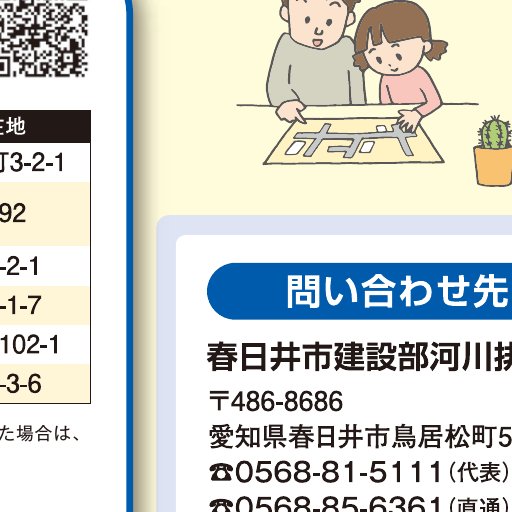 在地
町3-2-1
92
-2-1
-1-7
102-1
-3-6
た場合は、
問い合わせ先
春日井市建設部河川排
〒486-8686
愛知県春日井市鳥居松町5
☎0568-81-5111(代表)
☎0568-85-6361(直通)